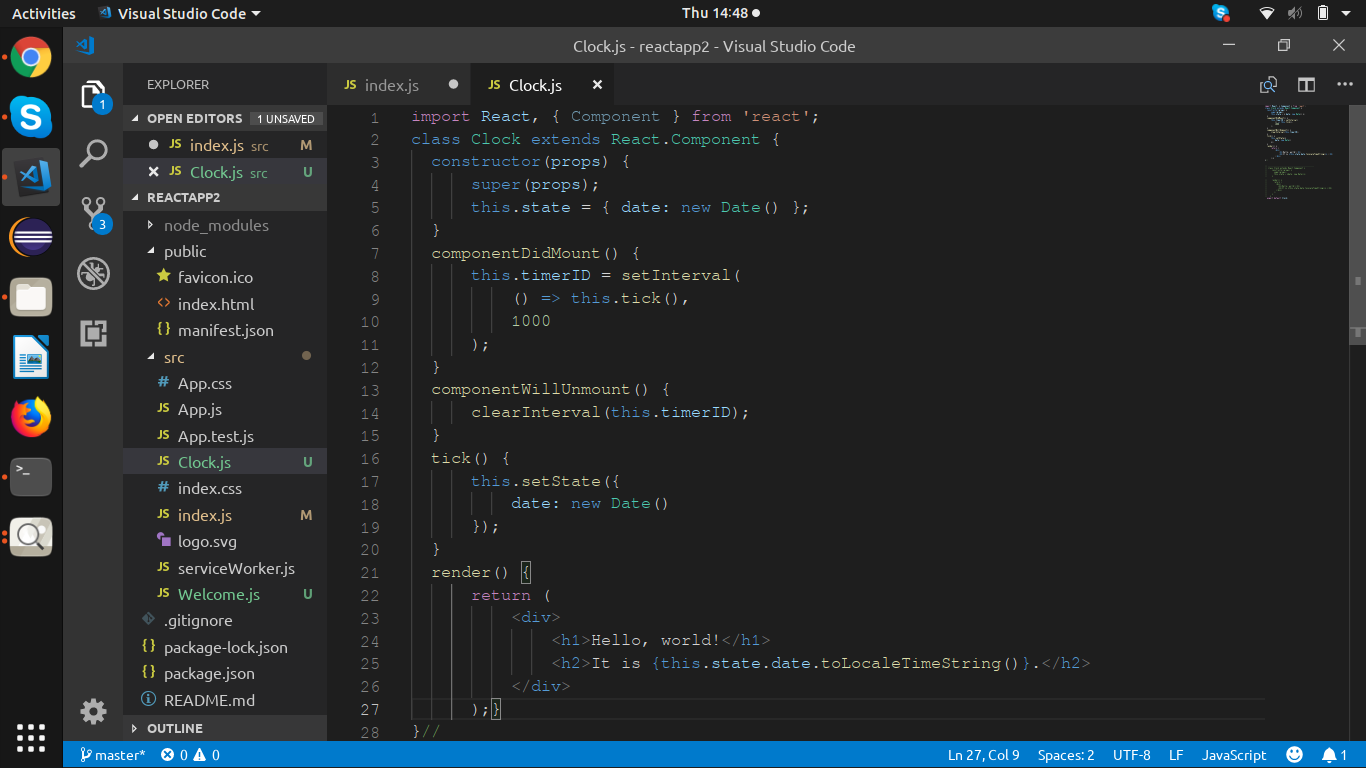 Activities Visual Studio Code Thu 14:48
Clock.js - reactapp2 - Visual Studio Code
EXPLORER
OPEN EDITORS 1 UNSAVED
JS index.js src M
JS Clock.js src U
REACTAPP2
node_modules
public
favicon.ico
<> index.html
{} manifest.json
src
# App.css
JS App.js
JS App.test.js
JS Clock.js U
# index.css
JS index.js M
logo.svg
JS serviceWorker.js
JS Welcome.js U
.gitignore
{} package-lock.json
{} package.json
README.md
OUTLINE
1
3
JS index.js JS Clock.js
1 import React, { Component } from 'react';
2 class Clock extends React.Component {
3 constructor(props) {
4 super(props);
5 this.state = { date: new Date() };
6 }
7 componentDidMount() {
8 this.timerID = setInterval(
9 () => this.tick(),
10 1000
11 );
12 }
13 componentWillUnmount() {
14 clearInterval(this.timerID);
15 }
16 tick() {
17 this.setState({
18 date: new Date()
19 });
20 }
21 render() {
22 return (
23 <div>
24 <h1>Hello, world!</h1>
25 <h2>It is {this.state.date.toLocaleTimeString()}.</h2>
26 </div>
27 );}
28 }//
master* 0 0 Ln 27, Col 9 Spaces: 2 UTF-8 LF JavaScript 1